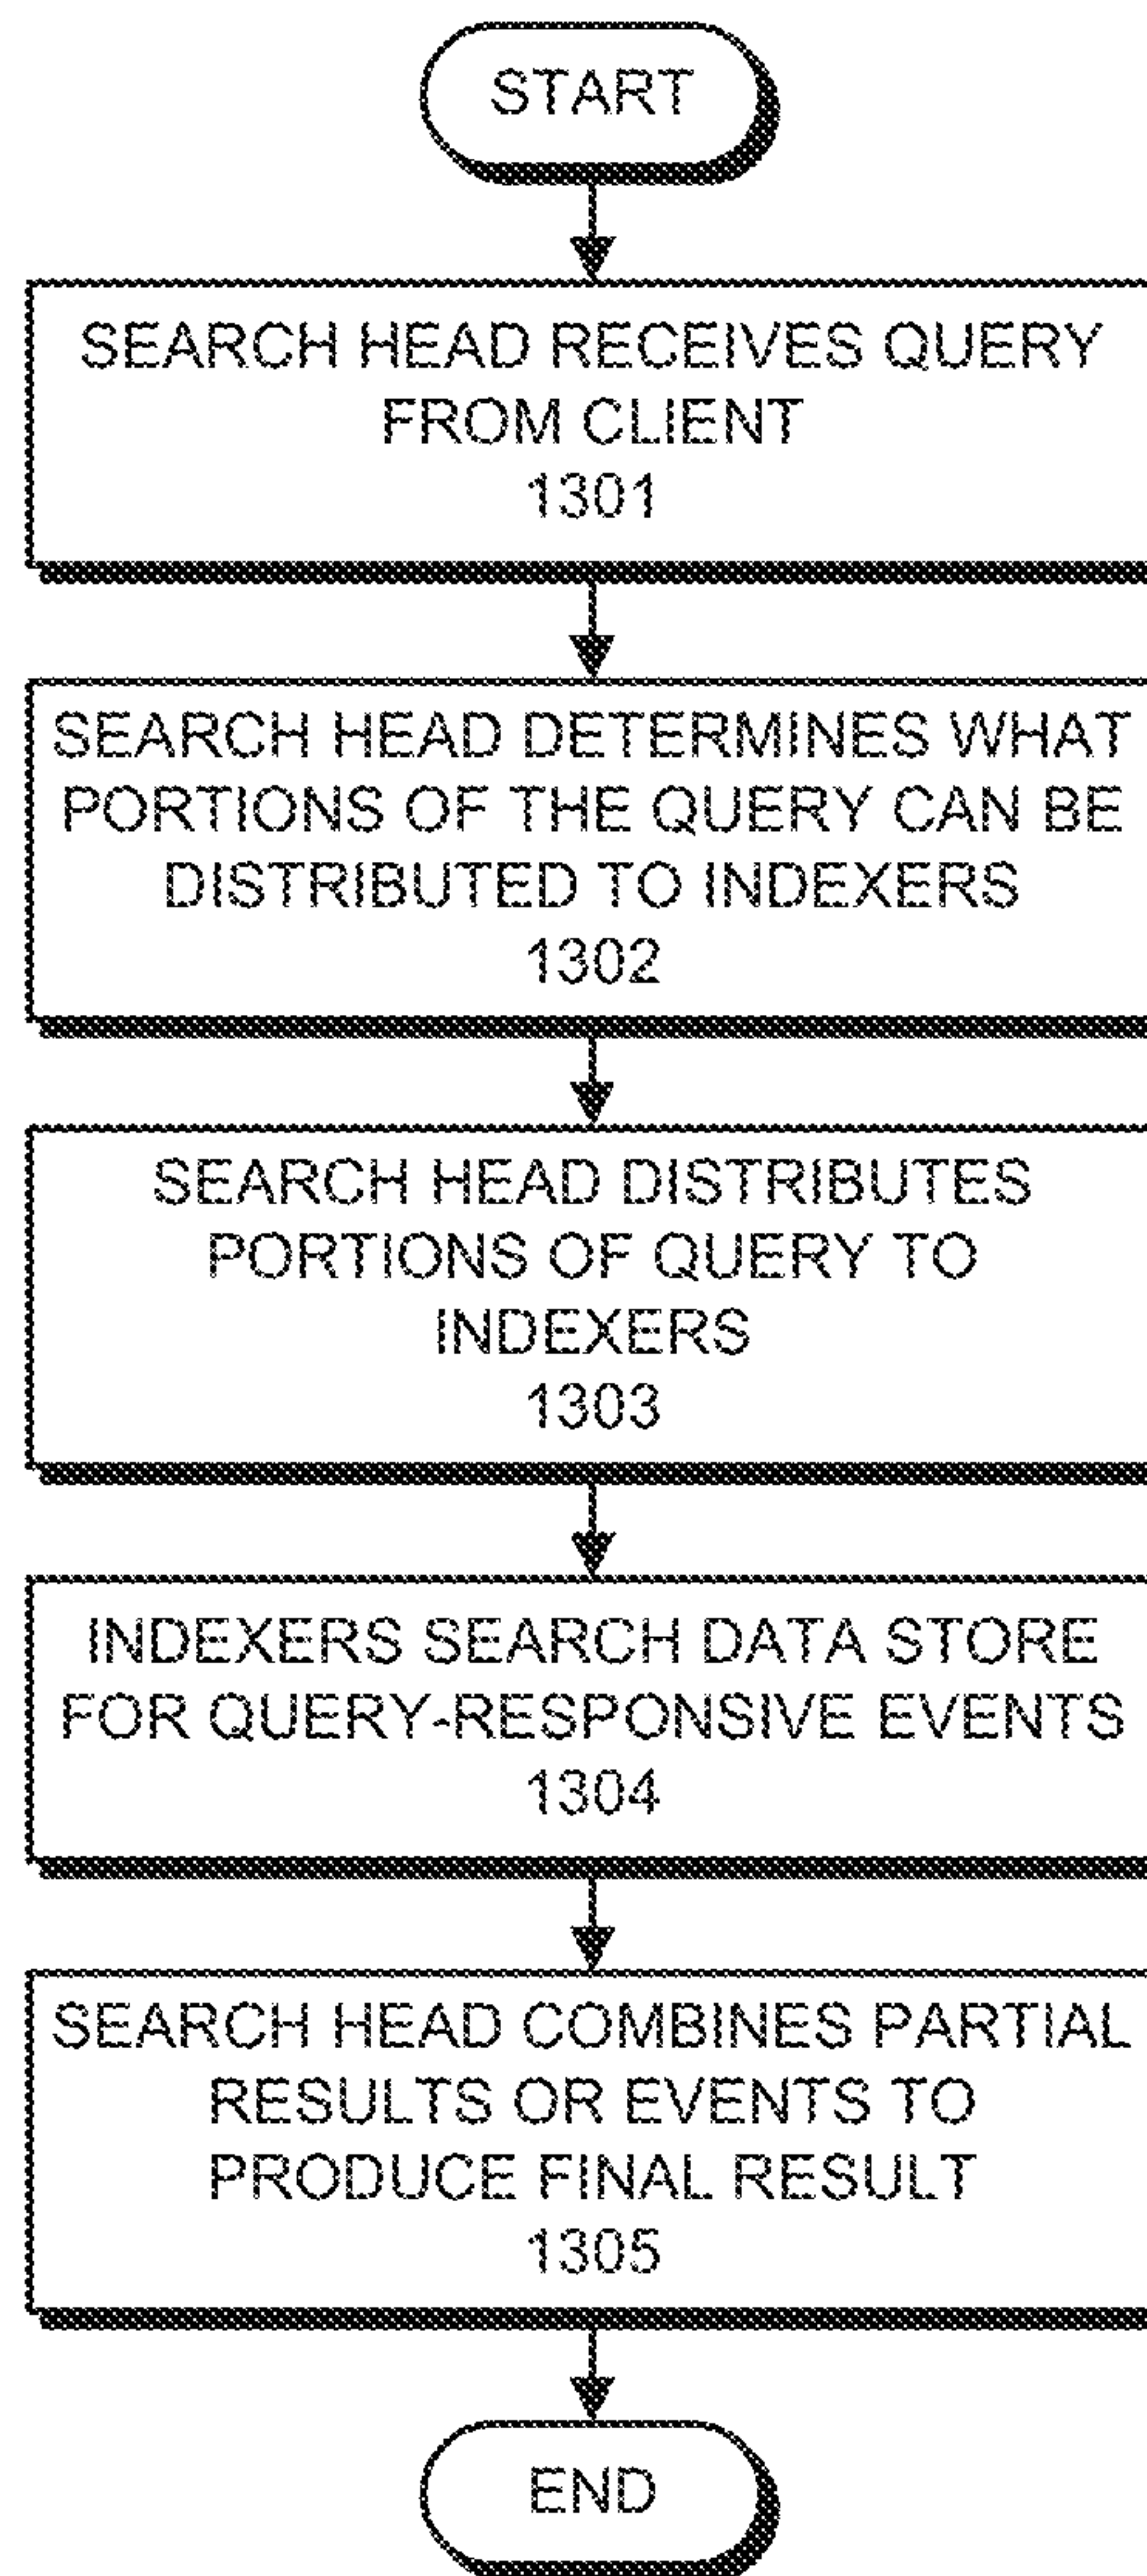 START
SEARCH HEAD RECEIVES QUERY
FROM CLIENT
1301
SEARCH HEAD DETERMINES WHAT
PORTIONS OF THE QUERY CAN BE
DISTRIBUTED TO INDEXERS
1302
SEARCH HEAD DISTRIBUTES
PORTIONS OF QUERY TO
INDEXERS
1303
INDEXERS SEARCH DATA STORE
FOR QUERY-RESPONSIVE EVENTS
1304
SEARCH HEAD COMBINES PARTIAL
RESULTS OR EVENTS TO
PRODUCE FINAL RESULT
1305
END